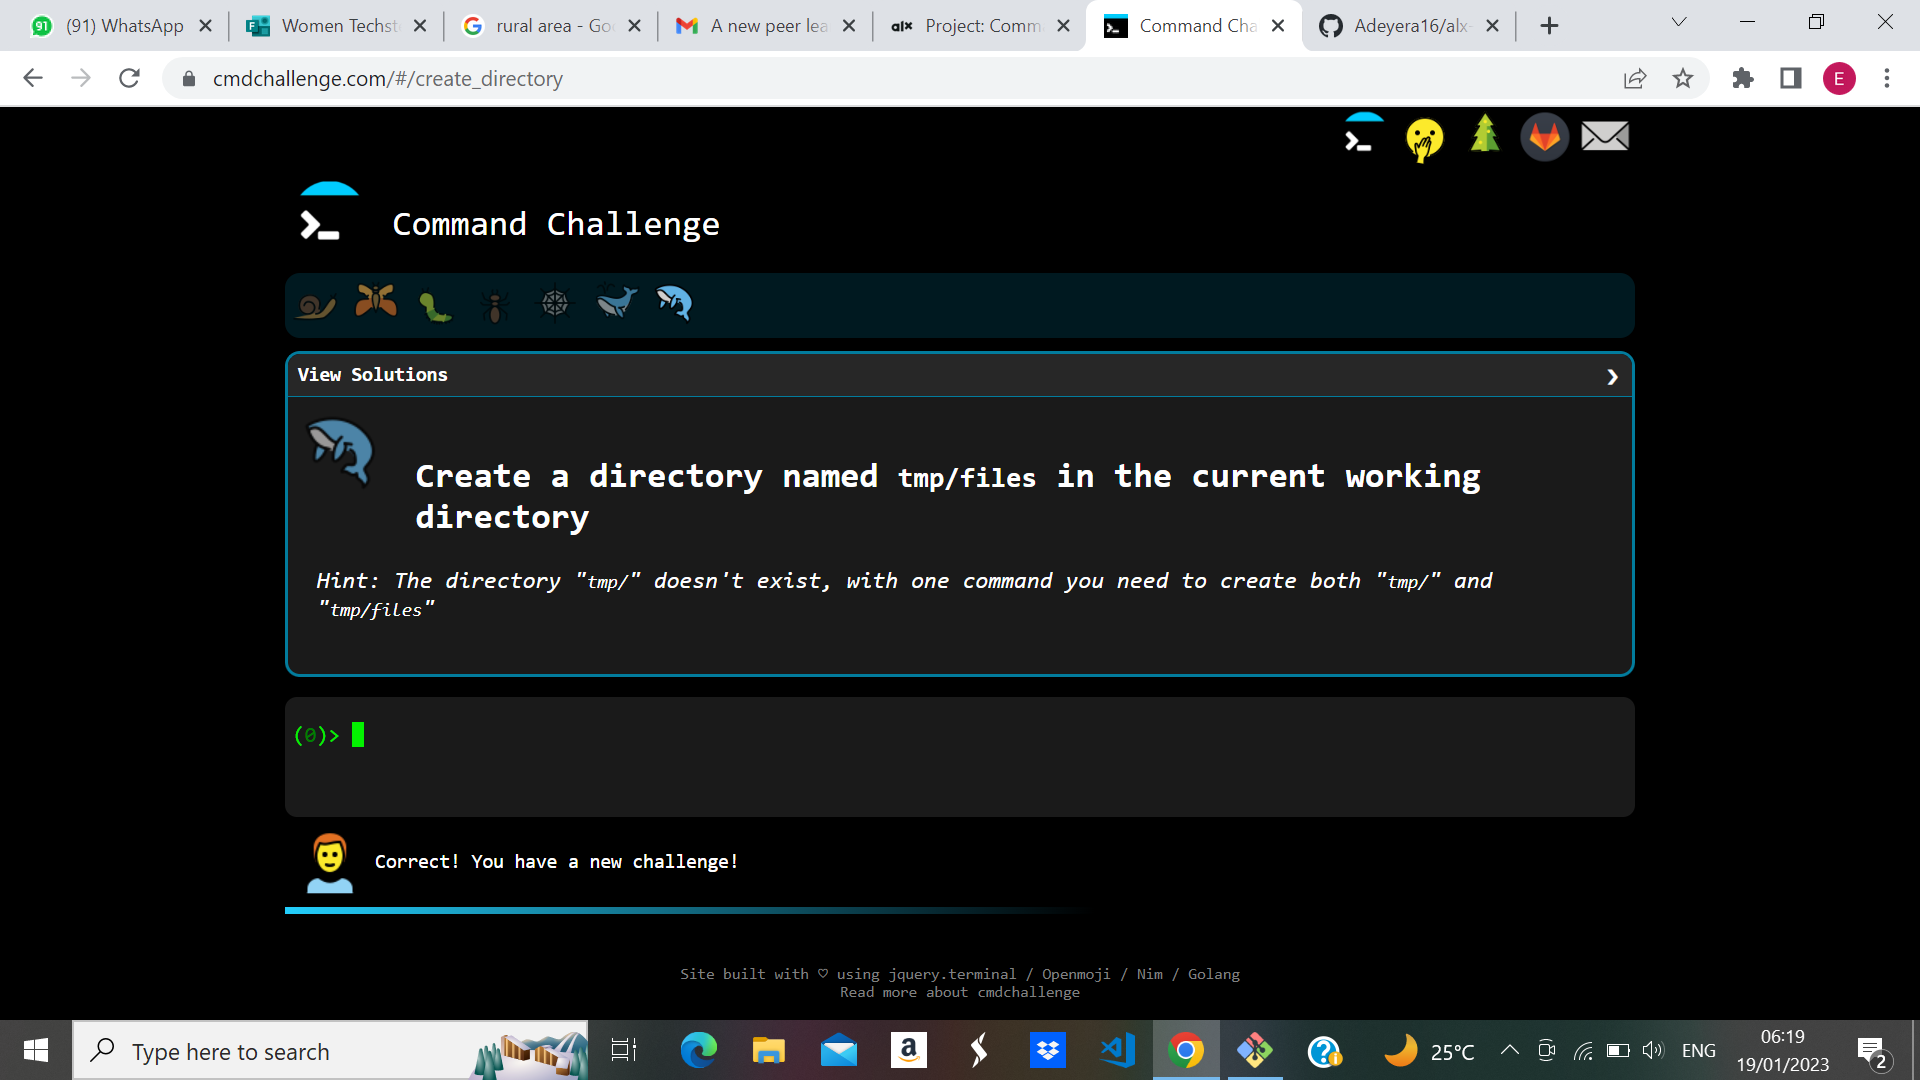 91 (91) WhatsApp
Women Techst
G rural area - Goo
A new peer lea
alx Project: Comm
Command Cha
Adeyera16/alx-
cmdchallenge.com/#/create_directory
E
Command Challenge
View Solutions
Create a directory named tmp/files in the current working
directory
Hint: The directory "tmp/" doesn't exist, with one command you need to create both "tmp/" and
"tmp/files"
(0)>
Correct! You have a new challenge!
Site built with ♡ using jquery.terminal / Openmoji / Nim / Golang
Read more about cmdchallenge
Type here to search
a
25°C
ENG
06:19
19/01/2023
2